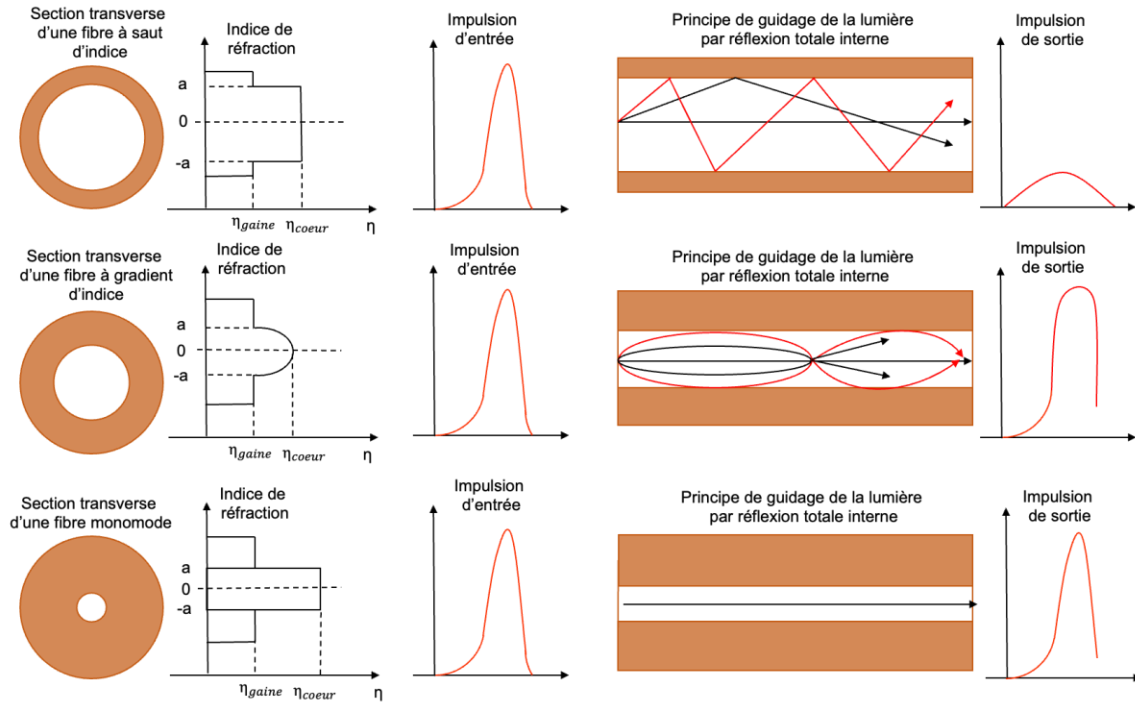 Section transverse
d'une fibre à saut
d'indice
Indice de
réfraction
a
0
-a
η_gaine
η_coeur
η
Impulsion
d'entrée
Principe de guidage de la lumière
par réflexion totale interne
Impulsion
de sortie
Section transverse
d'une fibre à gradient
d'indice
Indice de
réfraction
a
0
-a
η_gaine
η_coeur
η
Impulsion
d'entrée
Principe de guidage de la lumière
par réflexion totale interne
Impulsion
de sortie
Section transverse
d'une fibre monomode
Indice de
réfraction
a
0
-a
η_gaine
η_coeur
η
Impulsion
d'entrée
Principe de guidage de la lumière
par réflexion totale interne
Impulsion
de sortie